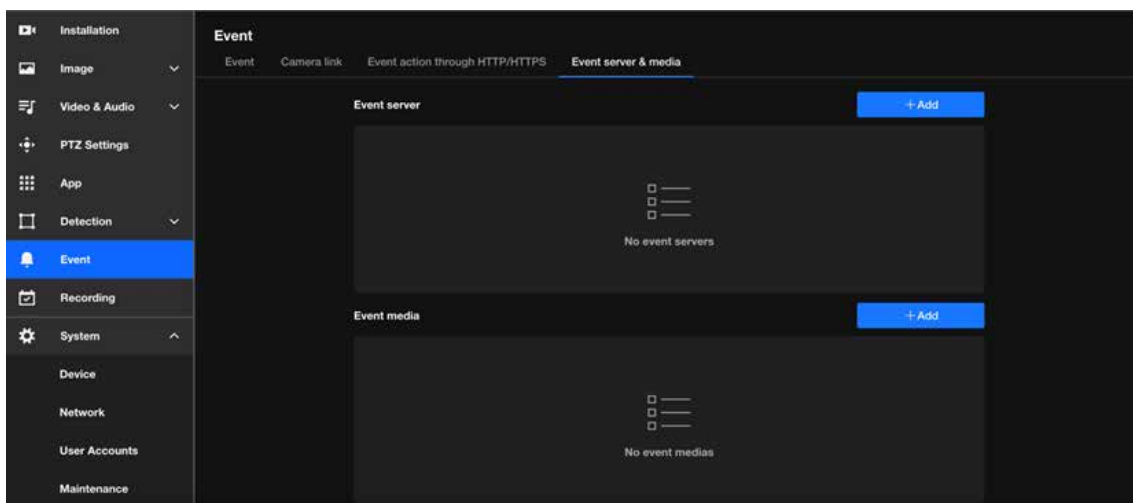 Installation
Image
Video & Audio
PTZ Settings
App
Detection
Event
Recording
System
Device
Network
User Accounts
Maintenance
Event
Event Camera link Event action through HTTP/HTTPS Event server & media
Event server +Add
No event servers
Event media +Add
No event medias